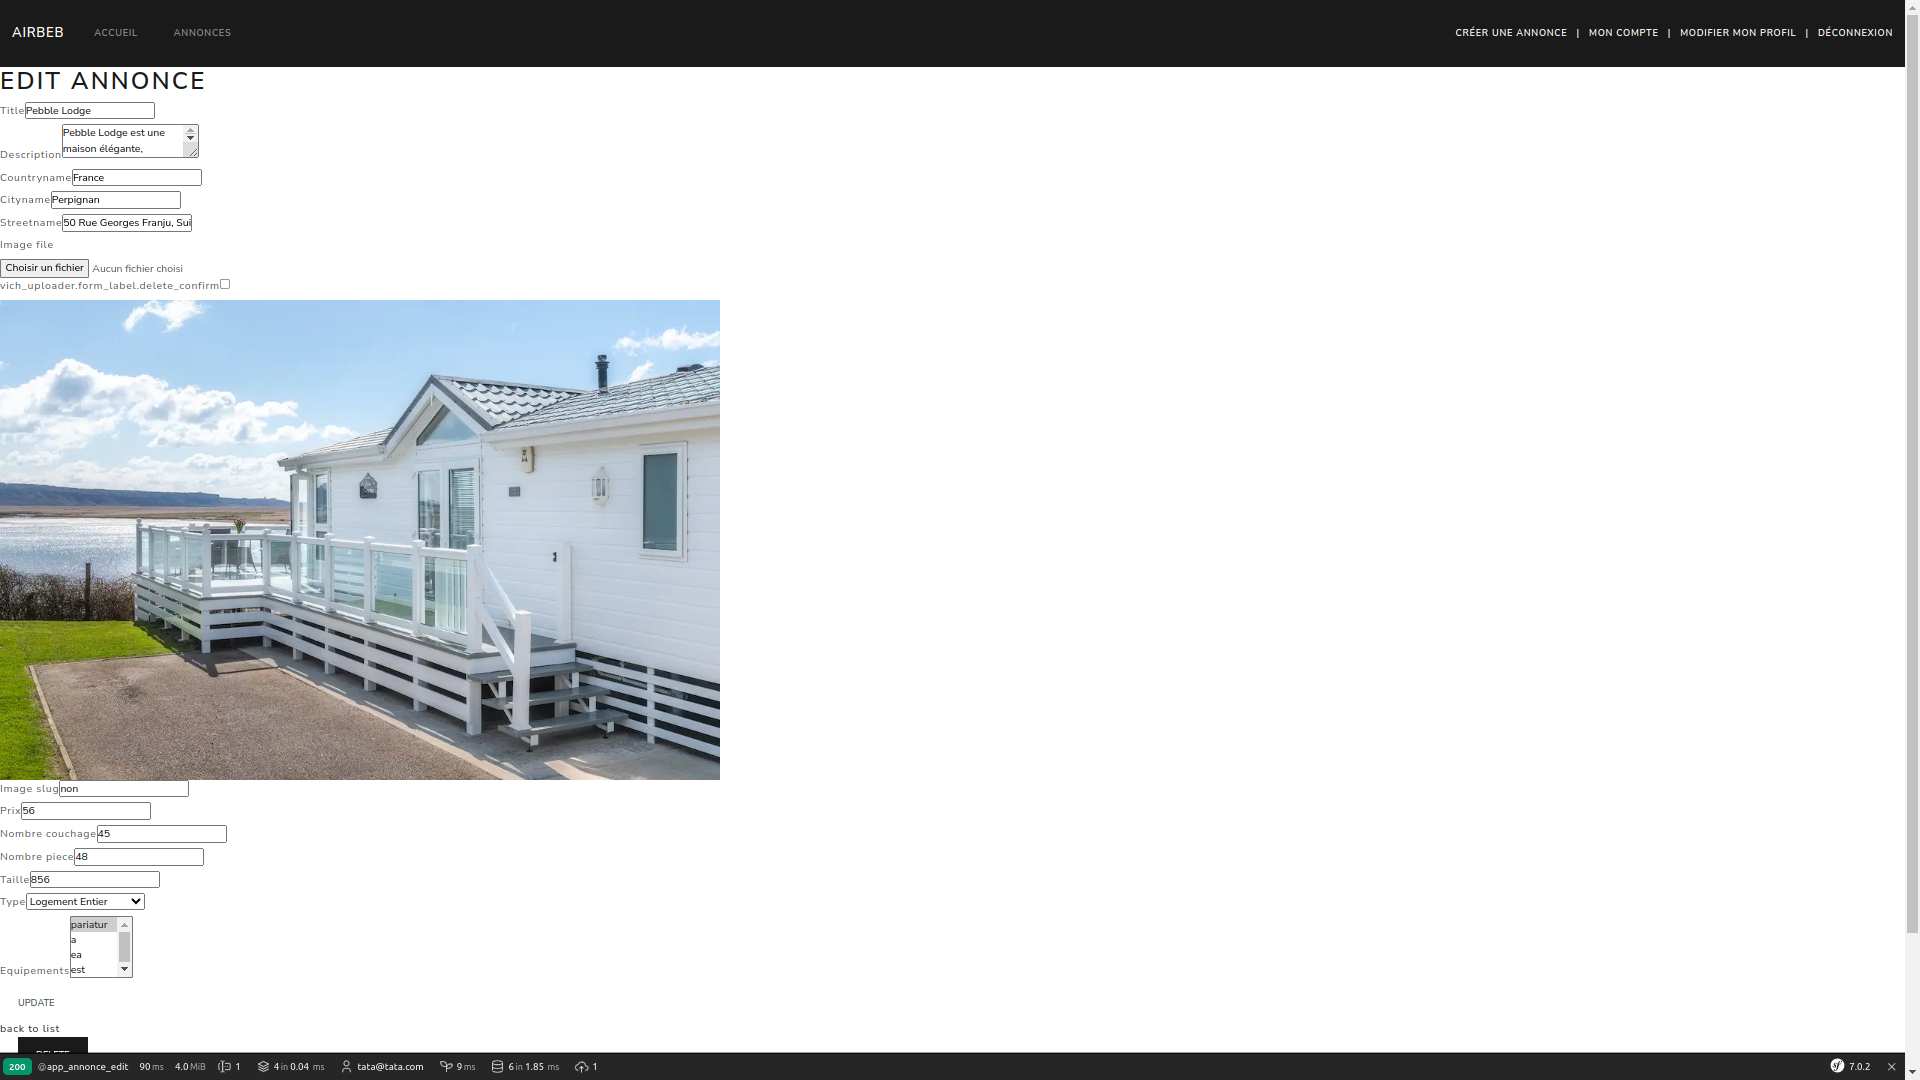 AIRBEB ACCUEIL ANNONCES CRÉER UNE ANNONCE | MON COMPTE | MODIFIER MON PROFIL | DÉCONNEXION
EDIT ANNONCE
Title Pebble Lodge
Pebble Lodge est une
maison élégante,
Description
Countryname France
Cityname Perpignan
Streetname 50 Rue Georges Franju, Sui
Image file
Choisir un fichier Aucun fichier choisi
vich_uploader.form_label.delete_confirm
Image slug non
Prix 56
Nombre couchage 45
Nombre piece 48
Taille 856
Type Logement Entier
pariatur
a
ea
Equipements est
UPDATE
back to list
DELETE
200 @app_annonce_edit 90 ms 4.0 MiB 1 4 in 0.04 ms tata@tata.com 9 ms 6 in 1.85 ms 1 sf 7.0.2